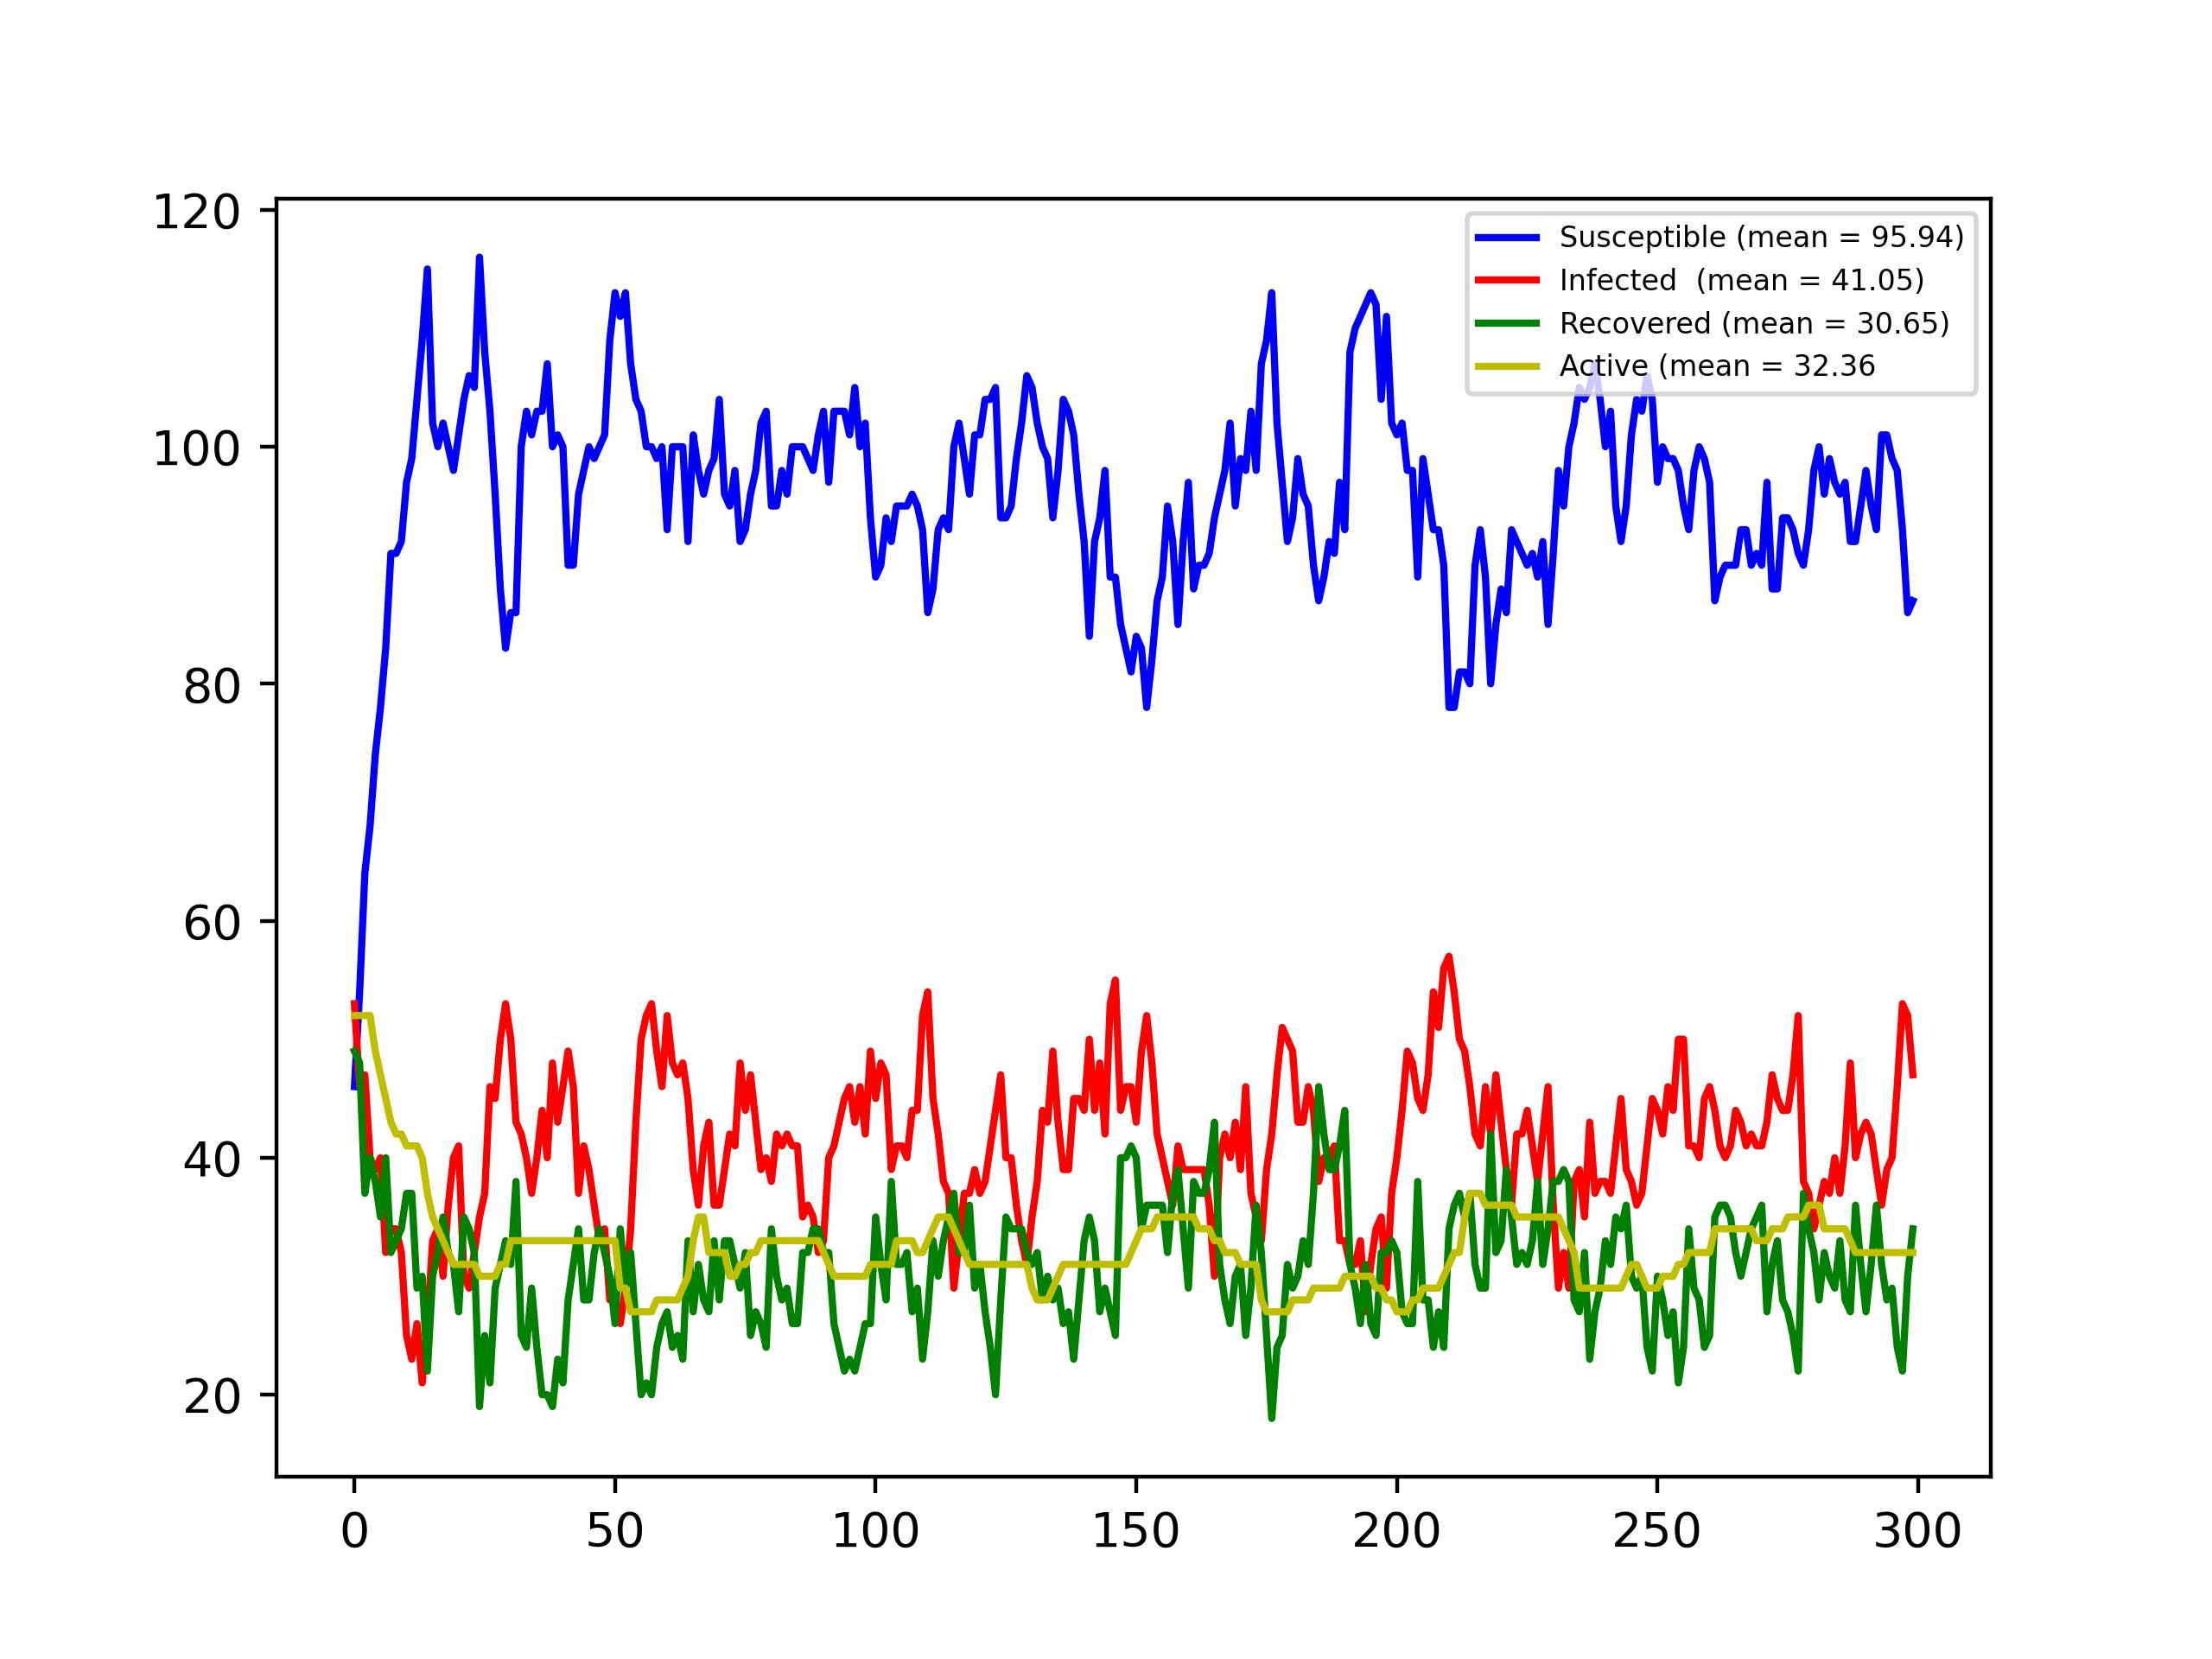 120
100
80
60
40
20
0 50 100 150 200 250 300
Susceptible (mean = 95.94)
Infected  (mean = 41.05)
Recovered (mean = 30.65)
Active (mean = 32.36